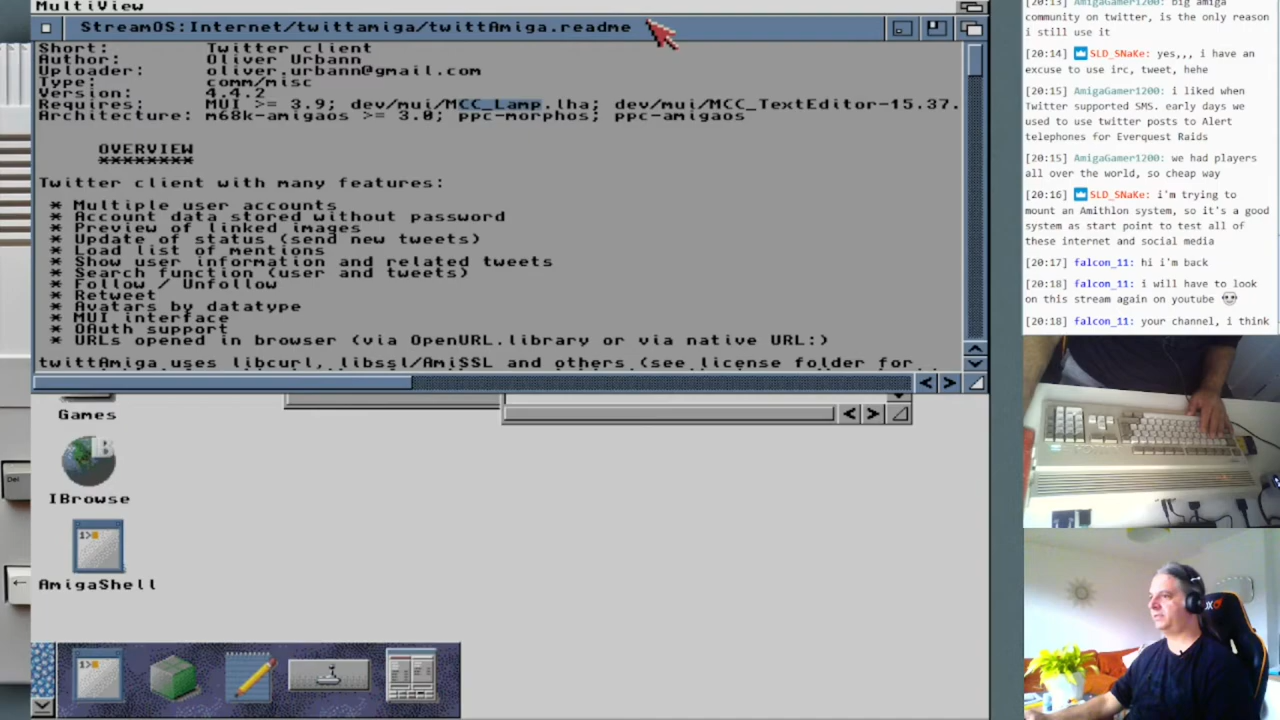 MultiView
StreamOS:Internet/twittamiga/twittAmiga.readme
Short: Twitter client
Author: Oliver Urbann
Uploader: oliver.urbann@gmail.com
Type: comm/misc
Version: 4.4.2
Requires: MUI >= 3.9; dev/mui/MCC_Lamp.lha; dev/mui/MCC_TextEditor-15.37.
Architecture: m68k-amigaos >= 3.0; ppc-morphos; ppc-amigaos
OVERVIEW
********
Twitter client with many features:
* Multiple user accounts
* Account data stored without password
* Preview of linked images
* Update of status (send new tweets)
* Load list of mentions
* Show user information and related tweets
* Search function (user and tweets)
* Follow / Unfollow
* Retweet
* Avatars by datatype
* MUI interface
* OAuth support
* URLs opened in browser (via OpenURL.library or via native URL:)
twittAmiga uses libcurl, libssl/AmiSSL and others (see license folder for
Games
IBrowse
1>
AmigaShell
1>
Del
[20:13] AmigaGamer1200: big amiga
community on twitter, is the only reason
i still use it
[20:14] SLD_SNaKe: yes,,, i have an
excuse to use irc, tweet, hehe
[20:15] AmigaGamer1200: i liked when
Twitter supported SMS. early days we
used to use twitter posts to Alert
telephones for Everquest Raids
[20:15] AmigaGamer1200: we had players
all over the world, so cheap way
[20:16] SLD_SNaKe: i'm trying to
mount an Amithlon system, so it's a good
system as start point to test all of
these internet and social media
[20:17] falcon_11: hi i'm back
[20:18] falcon_11: i will have to look
on this stream again on youtube
[20:18] falcon_11: your channel, i think